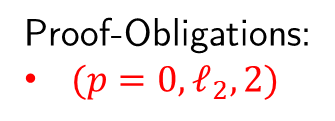 Proof-Obligations:
• (p = 0, ℓ₂, 2)